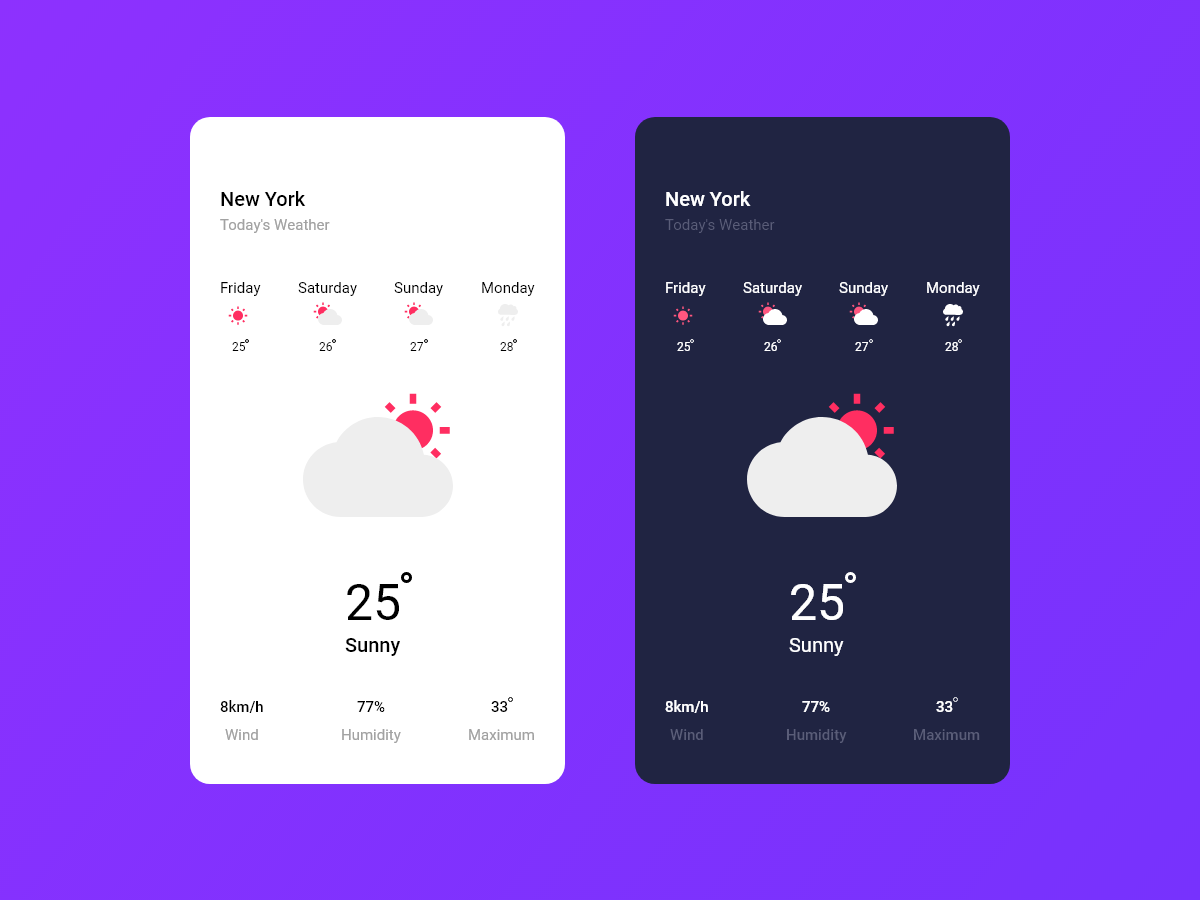 New York
Today's Weather
Friday Saturday Sunday Monday
25° 26° 27° 28°
25°
Sunny
8km/h 77% 33°
Wind Humidity Maximum
New York
Today's Weather
Friday Saturday Sunday Monday
25° 26° 27° 28°
25°
Sunny
8km/h 77% 33°
Wind Humidity Maximum